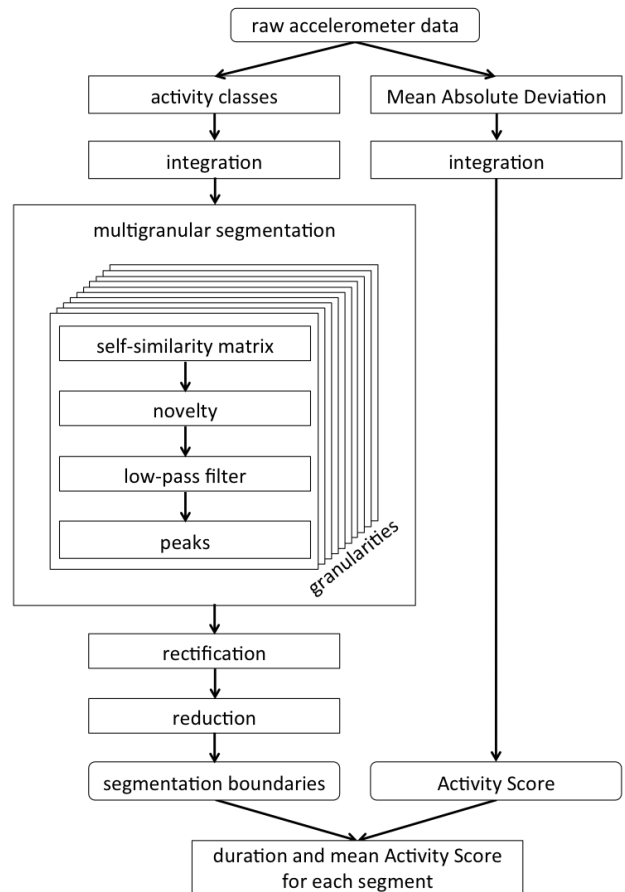 raw accelerometer data
activity classes
Mean Absolute Deviation
integration
integration
multigranular segmentation
self-similarity matrix
novelty
low-pass filter
peaks
granularities
rectification
reduction
segmentation boundaries
Activity Score
duration and mean Activity Score
for each segment